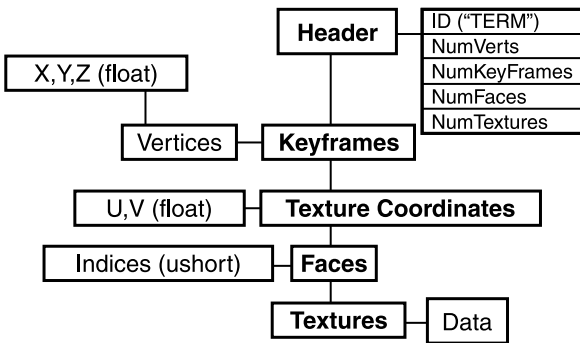 Header
ID (“TERM”)
NumVerts
NumKeyFrames
NumFaces
NumTextures
X,Y,Z (float)
Vertices
Keyframes
U,V (float)
Texture Coordinates
Indices (ushort)
Faces
Textures
Data